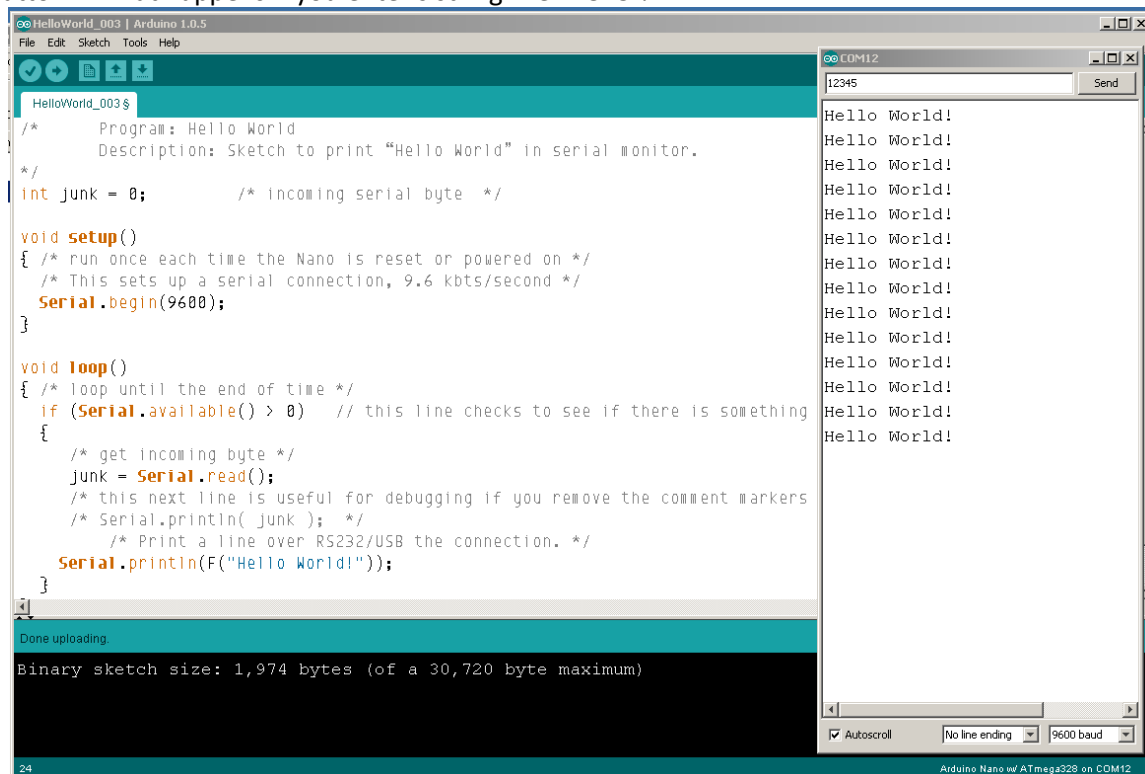 HelloWorld_003 | Arduino 1.0.5
File Edit Sketch Tools Help
HelloWorld_003 §
/* Program: Hello World
Description: Sketch to print “Hello World” in serial monitor.
*/
int junk = 0; /* incoming serial byte */
void setup()
{ /* run once each time the Nano is reset or powered on */
/* This sets up a serial connection, 9.6 kbts/second */
Serial.begin(9600);
}
void loop()
{ /* loop until the end of time */
if (Serial.available() > 0) // this line checks to see if there is something
{
/* get incoming byte */
junk = Serial.read();
/* this next line is useful for debugging if you remove the comment markers
/* Serial.println( junk ); */
/* Print a line over RS232/USB the connection. */
Serial.println(F("Hello World!"));
}
Done uploading.
Binary sketch size: 1,974 bytes (of a 30,720 byte maximum)
24
Arduino Nano w/ ATmega328 on COM12
COM12
12345
Send
Hello World!
Hello World!
Hello World!
Hello World!
Hello World!
Hello World!
Hello World!
Hello World!
Hello World!
Hello World!
Hello World!
Hello World!
Hello World!
Hello World!
Autoscroll
No line ending
9600 baud